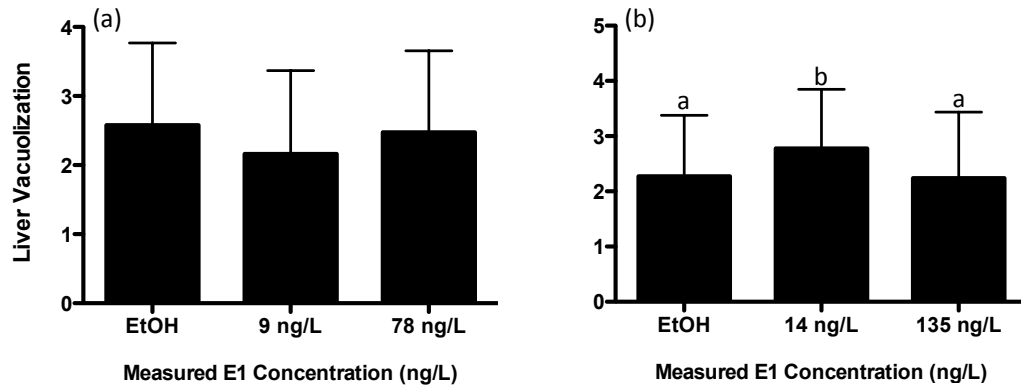 (a)
Liver Vacuolization
4
3
2
1
0
EtOH 9 ng/L 78 ng/L
Measured E1 Concentration (ng/L)
(b)
5
4
3
2
1
0
a b a
EtOH 14 ng/L 135 ng/L
Measured E1 Concentration (ng/L)